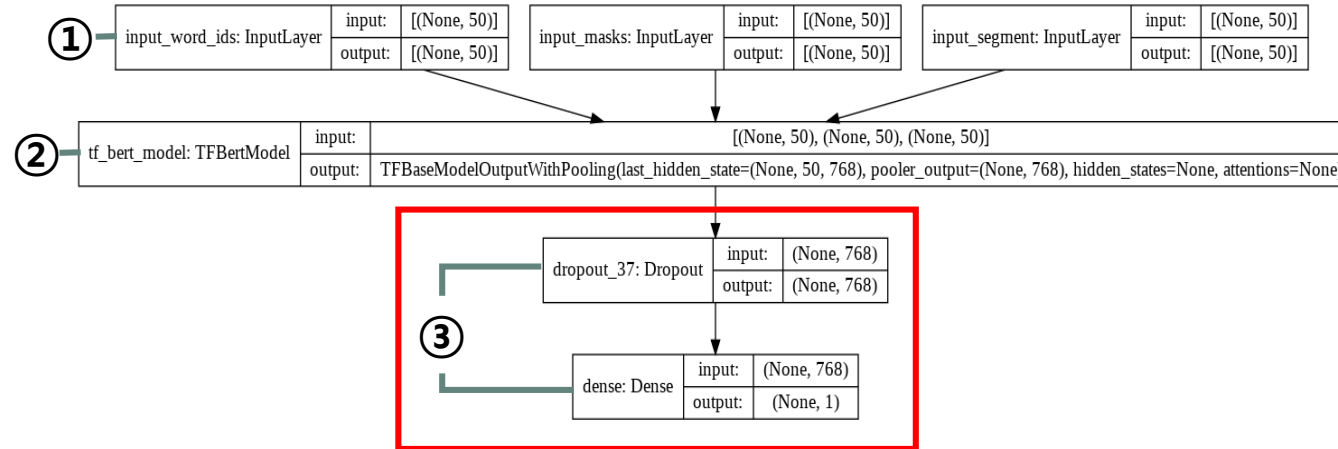 ①
input_word_ids: InputLayer
input: [(None, 50)]
output: [(None, 50)]
input_masks: InputLayer
input: [(None, 50)]
output: [(None, 50)]
input_segment: InputLayer
input: [(None, 50)]
output: [(None, 50)]
②
tf_bert_model: TFBertModel
input: [(None, 50), (None, 50), (None, 50)]
output: TFBaseModelOutputWithPooling(last_hidden_state=(None, 50, 768), pooler_output=(None, 768), hidden_states=None, attentions=None)
③
dropout_37: Dropout
input: (None, 768)
output: (None, 768)
dense: Dense
input: (None, 768)
output: (None, 1)